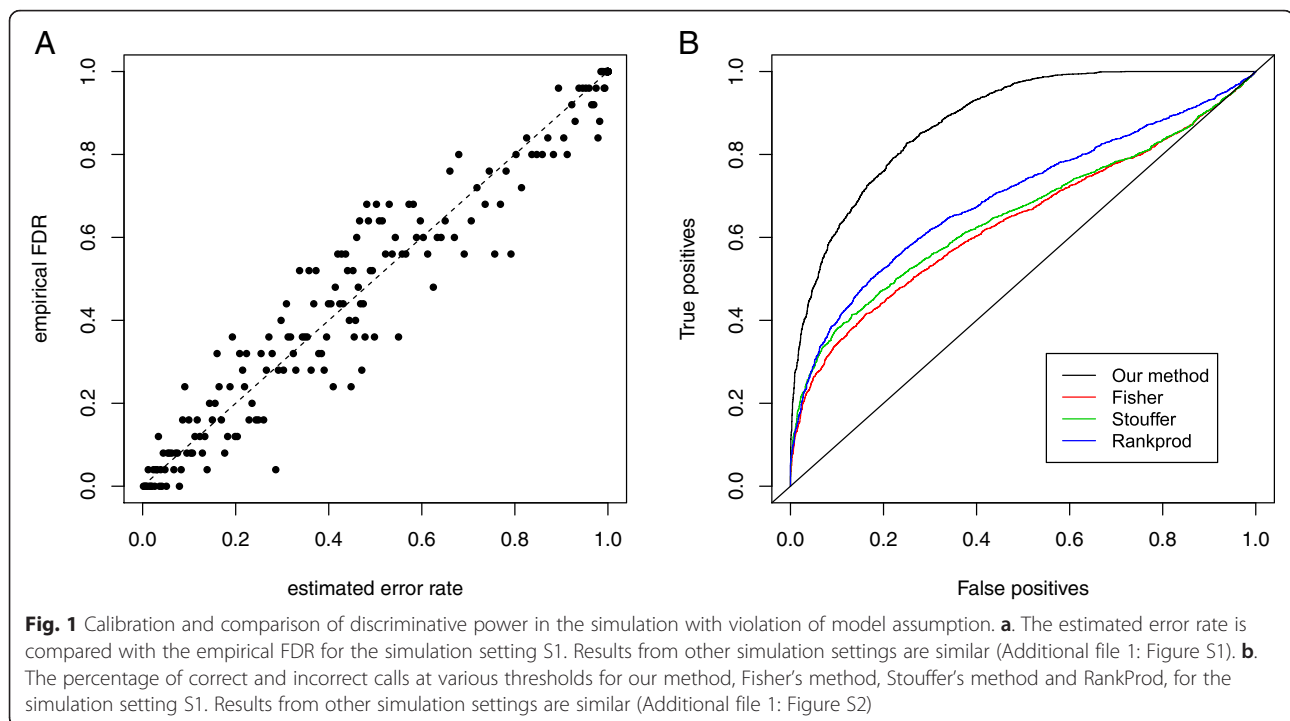 A
1.0
0.8
0.6
0.4
0.2
0.0
empirical FDR
0.0 0.2 0.4 0.6 0.8 1.0
estimated error rate
B
1.0
0.8
0.6
0.4
0.2
0.0
True positives
Our method
Fisher
Stouffer
Rankprod
0.0 0.2 0.4 0.6 0.8 1.0
False positives
Fig. 1 Calibration and comparison of discriminative power in the simulation with violation of model assumption. a. The estimated error rate is
compared with the empirical FDR for the simulation setting S1. Results from other simulation settings are similar (Additional file 1: Figure S1). b.
The percentage of correct and incorrect calls at various thresholds for our method, Fisher's method, Stouffer's method and RankProd, for the
simulation setting S1. Results from other simulation settings are similar (Additional file 1: Figure S2)